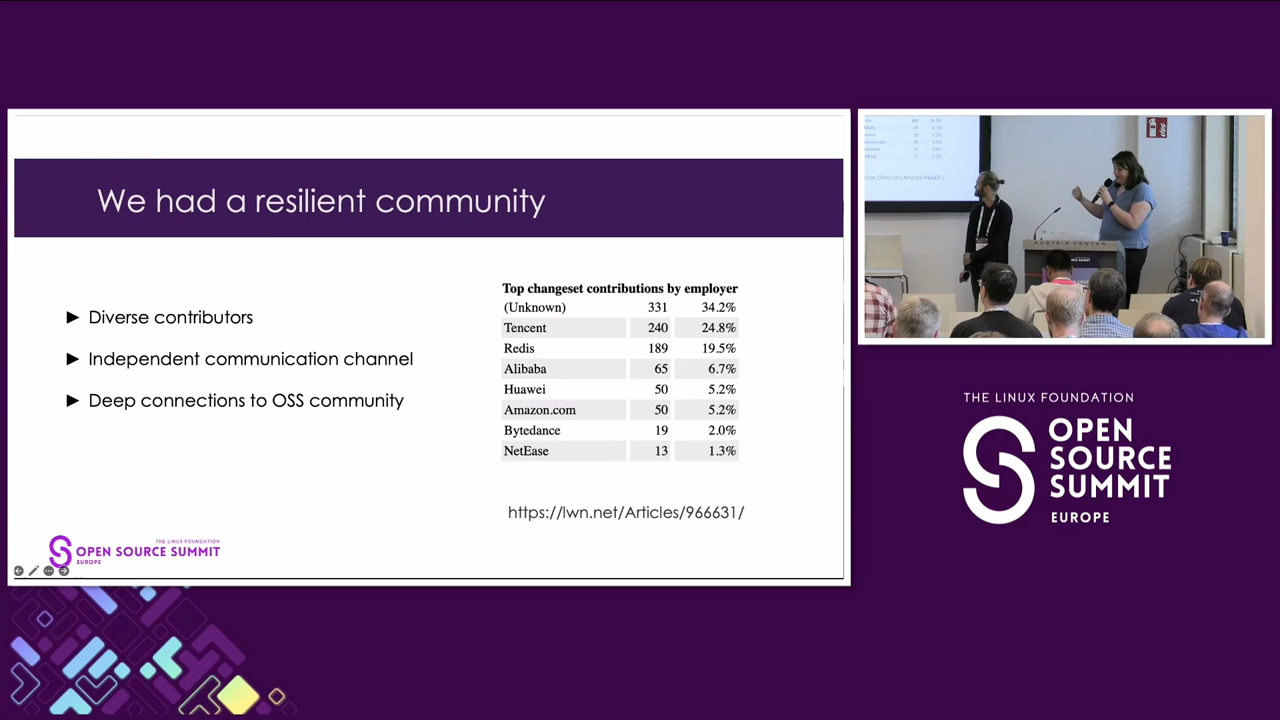 We had a resilient community
► Diverse contributors
► Independent communication channel
► Deep connections to OSS community
Top changeset contributions by employer
(Unknown) 331 34.2%
Tencent 240 24.8%
Redis 189 19.5%
Alibaba 65 6.7%
Huawei 50 5.2%
Amazon.com 50 5.2%
Bytedance 19 2.0%
NetEase 13 1.3%
https://lwn.net/Articles/966631/
THE LINUX FOUNDATION
OPEN SOURCE SUMMIT
EUROPE
AUSTRIA CENTER
THE LINUX FOUNDATION
OPEN
SOURCE
SUMMIT
EUROPE